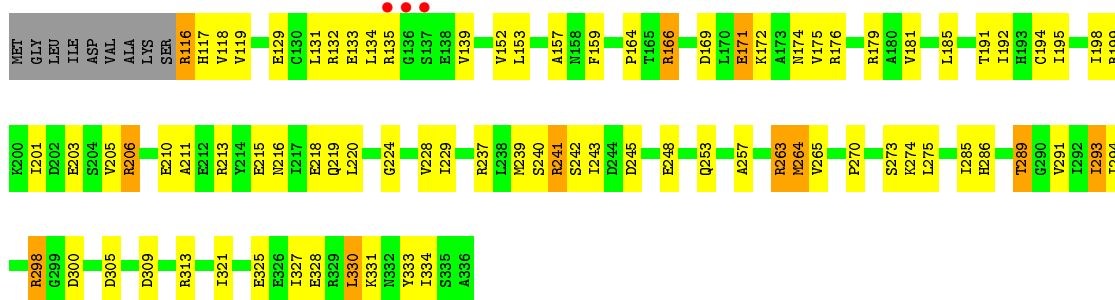 MET GLY LEU ILE ASP VAL ALA LYS SER R116 H117 V118 V119 E129 C130 L131 R132 E133 L134 R135 G136 S137 E138 V139 V152 L153 A157 N158 F159 P164 T165 R166 D169 L170 E171 K172 A173 N174 V175 R176 R179 A180 V181 L185 T191 I192 H193 C194 I195 I198
K200 I201 D202 E203 S204 V205 R206 E210 A211 E212 R213 Y214 E215 N216 I217 E218 Q219 L220 G224 V228 I229 R237 L238 M239 S240 R241 S242 I243 D244 D245 E248 Q253 A257 R263 M264 V265 P270 S273 K274 L275 I285 H286 T289 G290 V291 I292 I293
R298 G299 D300 D305 D309 R313 I321 E325 E326 I327 E328 R329 L330 K331 N332 Y333 I334 S335 A336